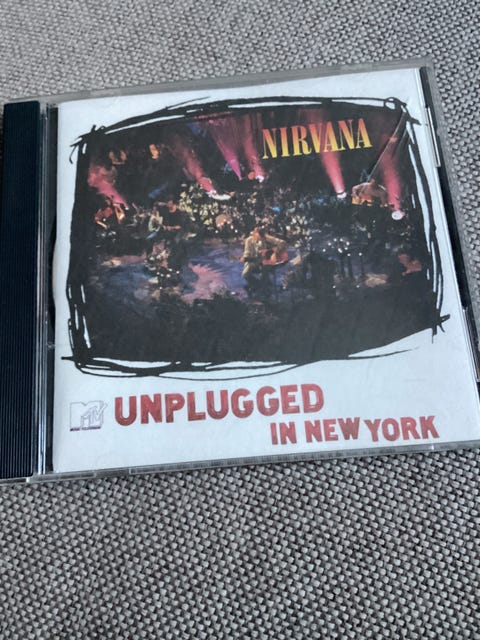 NIRVANA
MTV
UNPLUGGED
IN NEW YORK